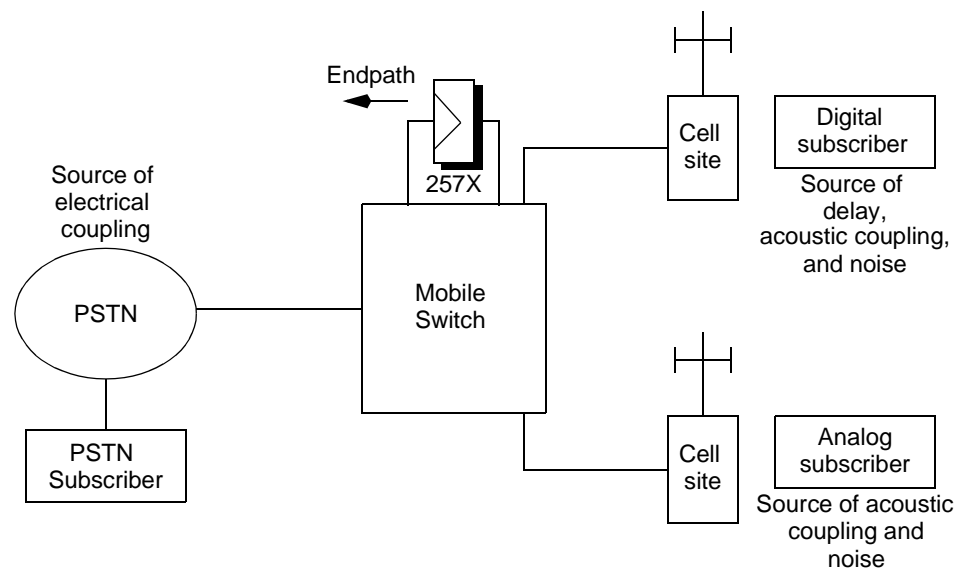 Endpath
257X
Source of
electrical
coupling
PSTN
PSTN
Subscriber
Mobile
Switch
Cell
site
Digital
subscriber
Source of
delay,
acoustic coupling,
and noise
Cell
site
Analog
subscriber
Source of acoustic
coupling and
noise